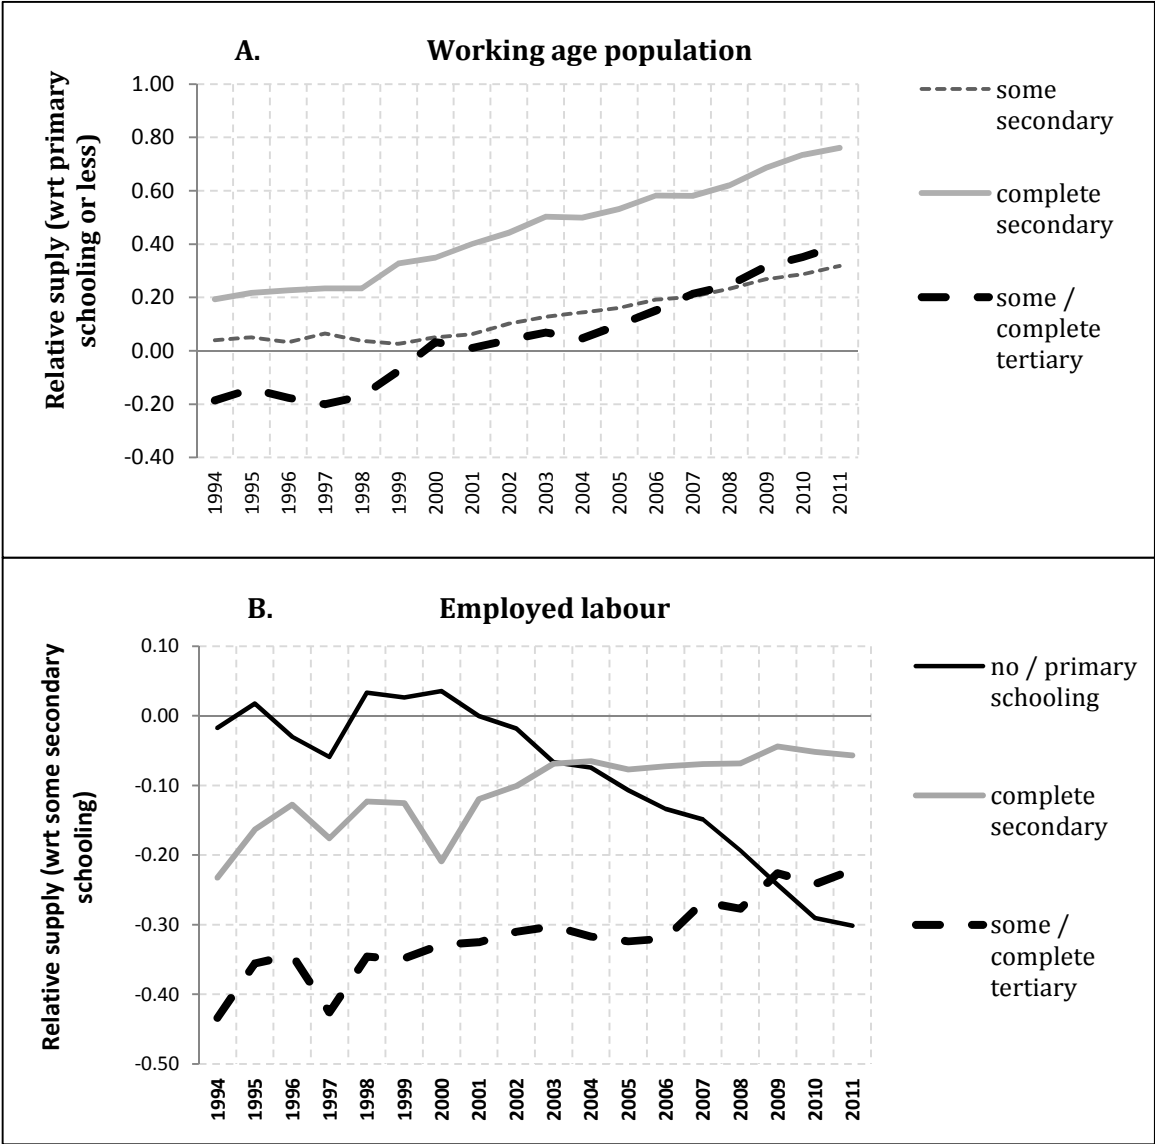 A. Working age population
Relative suply (wrt primary
schooling or less)
1.00
0.80
0.60
0.40
0.20
0.00
-0.20
-0.40
1994
1995
1996
1997
1998
1999
2000
2001
2002
2003
2004
2005
2006
2007
2008
2009
2010
2011
some
secondary
complete
secondary
some /
complete
tertiary
B. Employed labour
Relative supply (wrt some secondary
schooling)
0.10
0.00
-0.10
-0.20
-0.30
-0.40
-0.50
1994
1995
1996
1997
1998
1999
2000
2001
2002
2003
2004
2005
2006
2007
2008
2009
2010
2011
no / primary
schooling
complete
secondary
some /
complete
tertiary